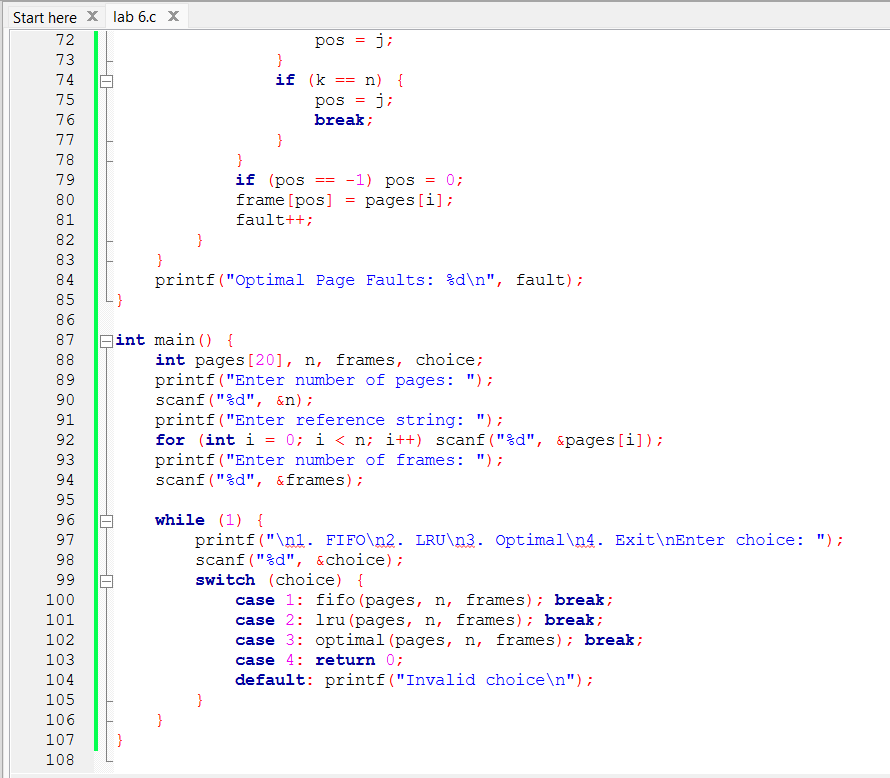 Start here X lab 6.c X
72 pos = j;
73 }
74 if (k == n) {
75 pos = j;
76 break;
77 }
78 }
79 if (pos == -1) pos = 0;
80 frame[pos] = pages[i];
81 fault++;
82 }
83 }
84 printf("Optimal Page Faults: %d\n", fault);
85 }
86
87 int main() {
88 int pages[20], n, frames, choice;
89 printf("Enter number of pages: ");
90 scanf("%d", &n);
91 printf("Enter reference string: ");
92 for (int i = 0; i < n; i++) scanf("%d", &pages[i]);
93 printf("Enter number of frames: ");
94 scanf("%d", &frames);
95
96 while (1) {
97 printf("\n1. FIFO\n2. LRU\n3. Optimal\n4. Exit\nEnter choice: ");
98 scanf("%d", &choice);
99 switch (choice) {
100 case 1: fifo(pages, n, frames); break;
101 case 2: lru(pages, n, frames); break;
102 case 3: optimal(pages, n, frames); break;
103 case 4: return 0;
104 default: printf("Invalid choice\n");
105 }
106 }
107 }
108